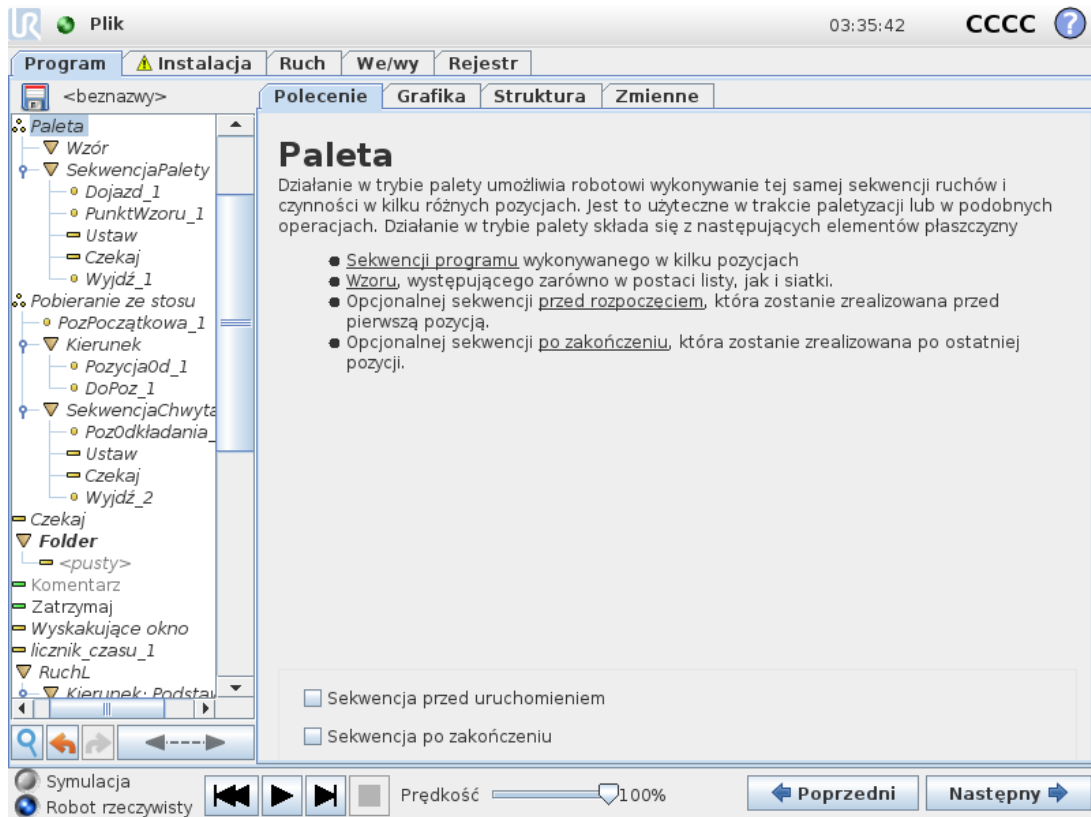 UR
Plik
03:35:42
CCCC
?
Program
Instalacja
Ruch
We/wy
Rejestr
<beznazwy>
Polecenie
Grafika
Struktura
Zmienne
Paleta
Wzór
SekwencjaPalety
Dojazd_1
PunktWzoru_1
Ustaw
Czekaj
Wyjdź_1
Pobieranie ze stosu
PozPoczątkowa_1
Kierunek
PozycjaOd_1
DoPoz_1
SekwencjaChwyta
PozOdkładania_
Ustaw
Czekaj
Wyjdź_2
Czekaj
Folder
<pusty>
Komentarz
Zatrzymaj
Wyskakujące okno
licznik_czasu_1
RuchL
Kierunek: Podstaw
Paleta
Działanie w trybie palety umożliwia robotowi wykonywanie tej samej sekwencji ruchów i
czynności w kilku różnych pozycjach. Jest to użyteczne w trakcie paletyzacji lub w podobnych
operacjach. Działanie w trybie palety składa się z następujących elementów płaszczyzny
Sekwencji programu wykonywanego w kilku pozycjach
Wzoru, występującego zarówno w postaci listy, jak i siatki.
Opcjonalnej sekwencji przed rozpoczęciem, która zostanie zrealizowana przed
pierwszą pozycją.
Opcjonalnej sekwencji po zakończeniu, która zostanie zrealizowana po ostatniej
pozycji.
Sekwencja przed uruchomieniem
Sekwencja po zakończeniu
Symulacja
Robot rzeczywisty
Prędkość
100%
Poprzedni
Następny